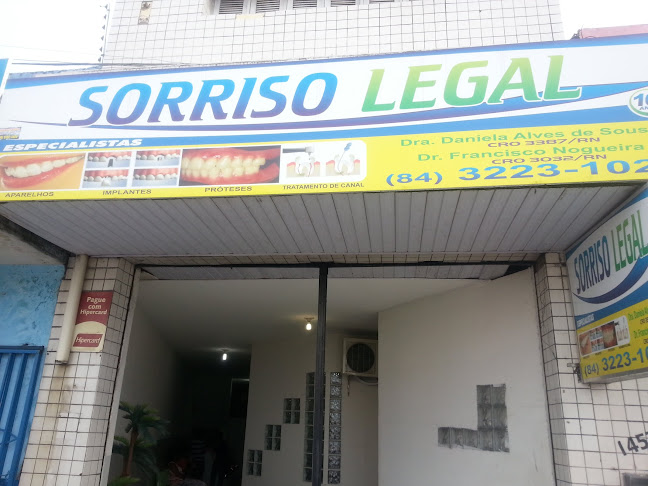 SORRISO LEGAL
ESPECIALISTAS
APARELHOS
IMPLANTES
PRÓTESES
TRATAMENTO DE CANAL
Dra. Daniela Alves de Sous
CRO 3387/RN
Dr. Francisco Nogueira
CRO 3032/RN
(84) 3223-102
Pague
com
Hipercard
Hipercard
SORRISO LEGAL
(84) 3223-10
145